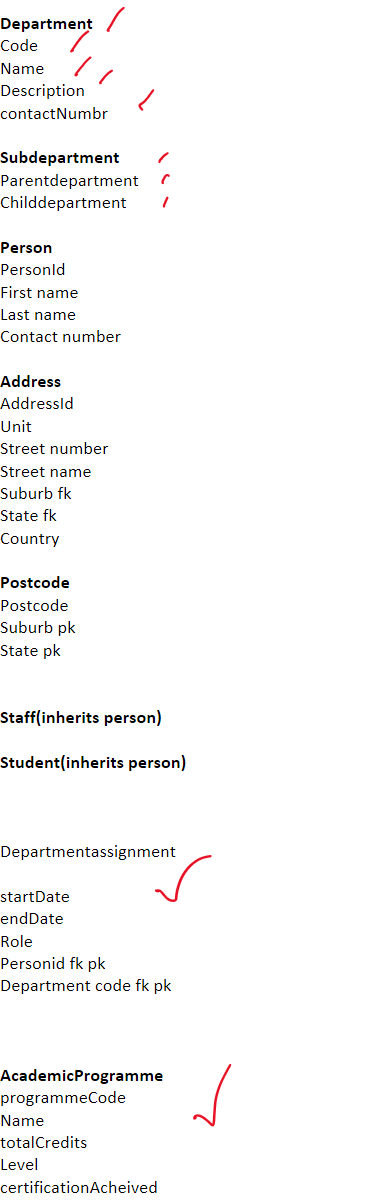 Department
Code
Name
Description
contactNumbr
Subdepartment
Parentdepartment
Childdepartment
Person
PersonId
First name
Last name
Contact number
Address
AddressId
Unit
Street number
Street name
Suburb fk
State fk
Country
Postcode
Postcode
Suburb pk
State pk
Staff(inherits person)
Student(inherits person)
Departmentassignment
startDate
endDate
Role
Personid fk pk
Department code fk pk
AcademicProgramme
programmeCode
Name
totalCredits
Level
certificationAcheived